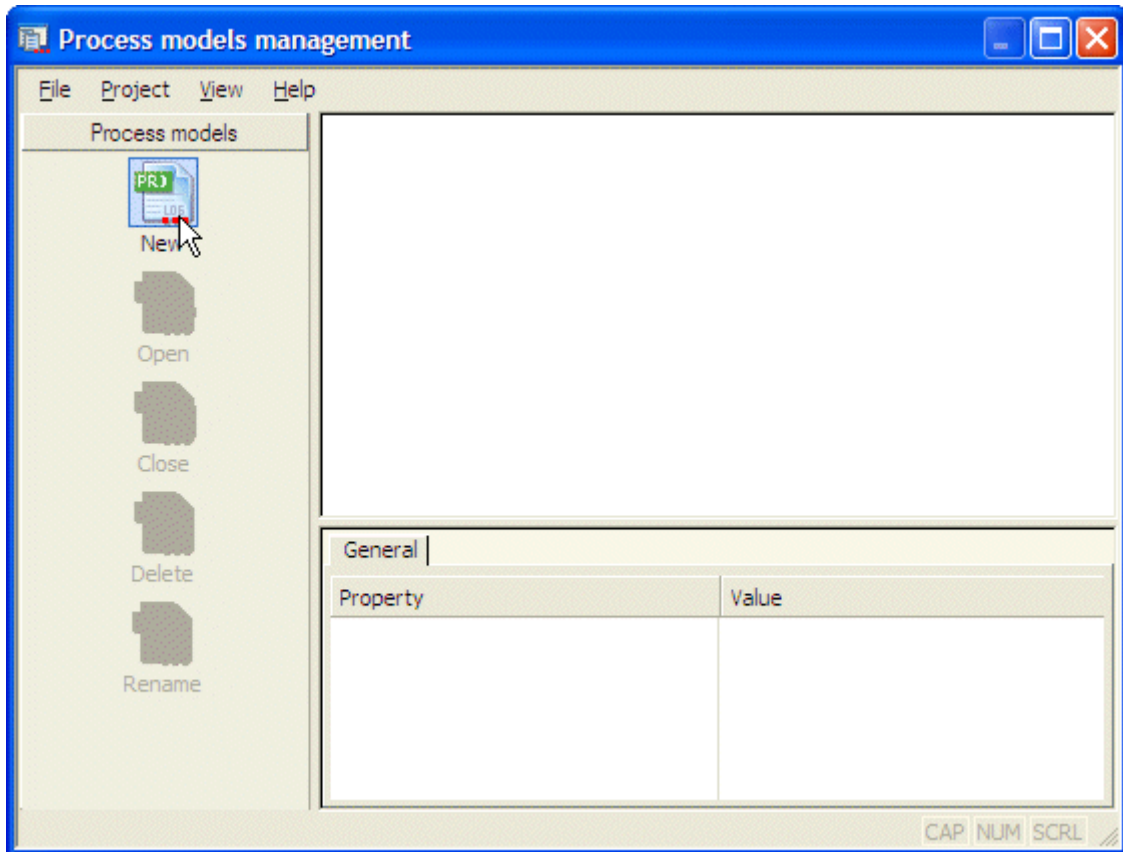 Process models management
File Project View Help
Process models
New
Open
Close
Delete
Rename
General
Property Value
CAP NUM SCRL